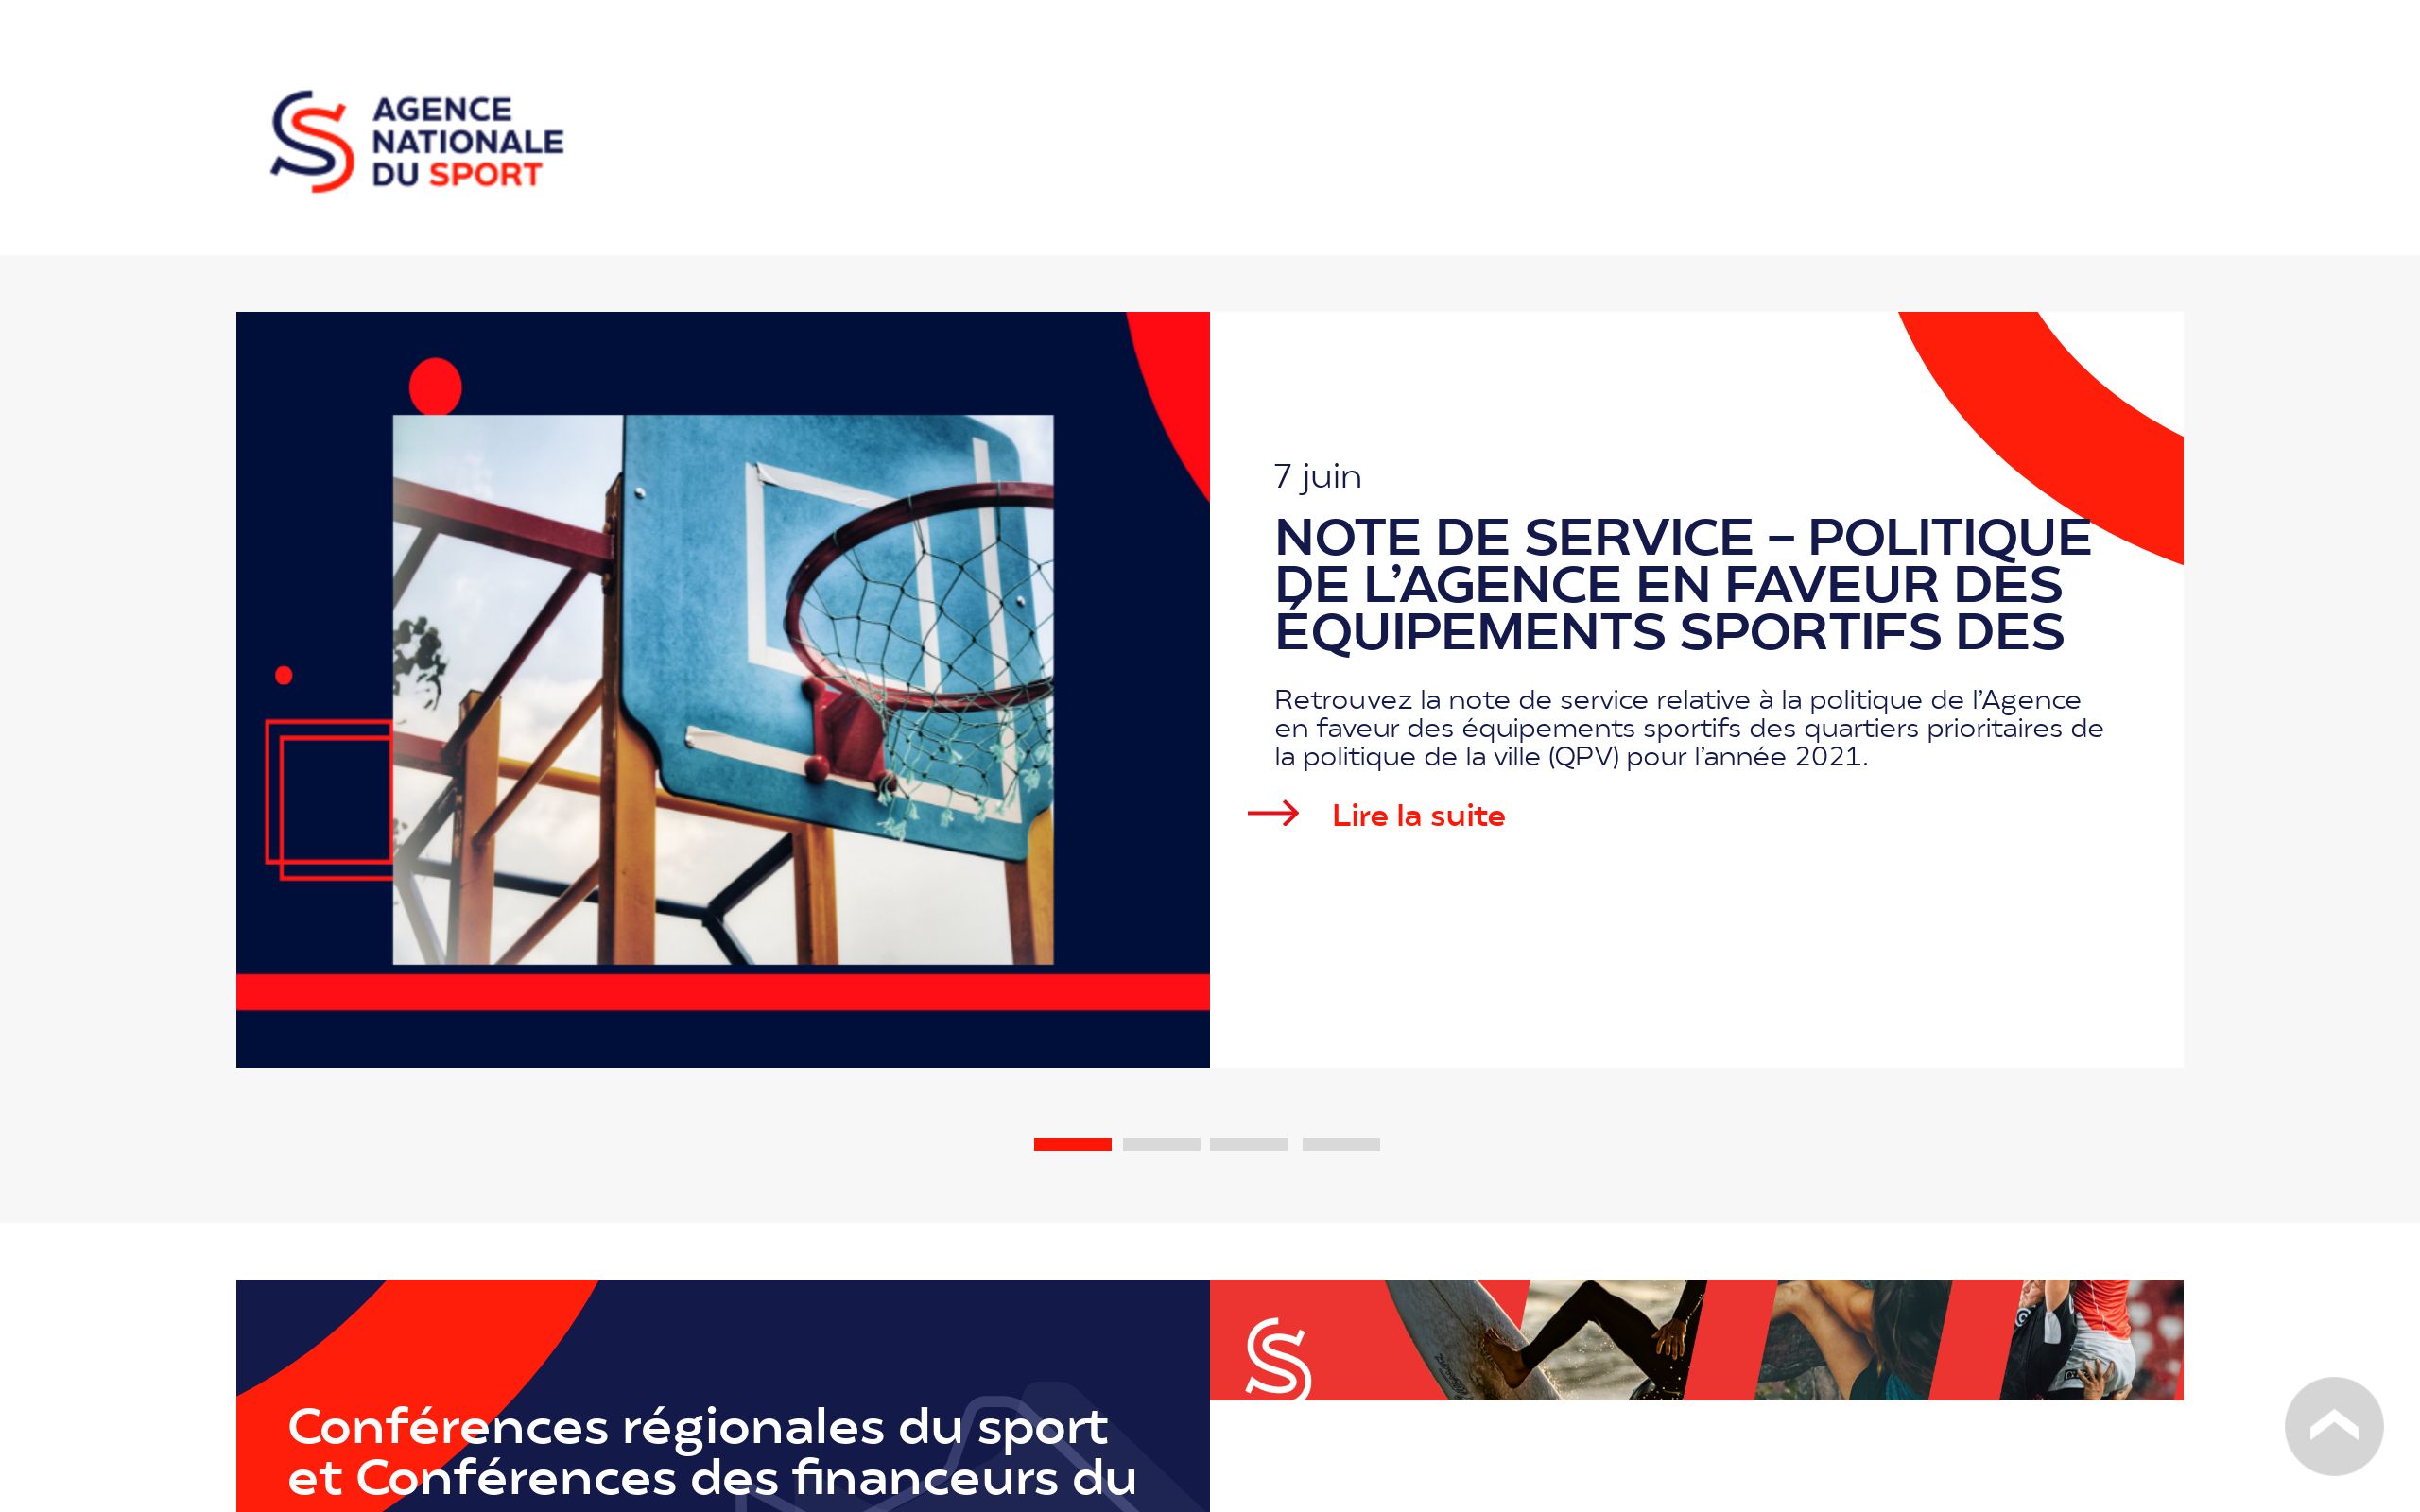 AGENCE
NATIONALE
DU SPORT
7 juin
NOTE DE SERVICE – POLITIQUE
DE L’AGENCE EN FAVEUR DES
ÉQUIPEMENTS SPORTIFS DES
Retrouvez la note de service relative à la politique de l’Agence
en faveur des équipements sportifs des quartiers prioritaires de
la politique de la ville (QPV) pour l’année 2021.
Lire la suite
Conférences régionales du sport
et Conférences des financeurs du